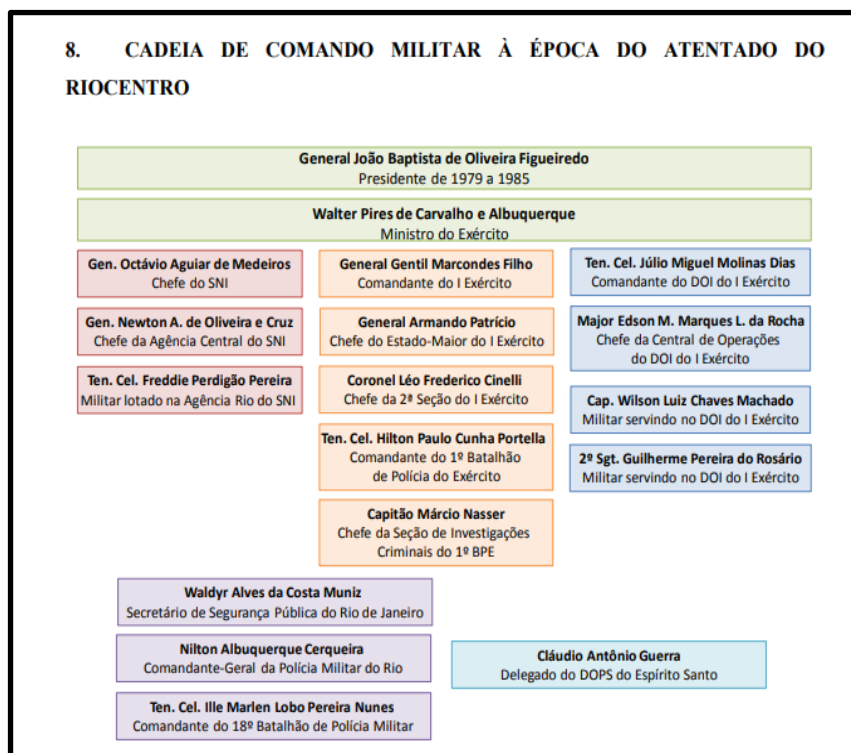 8. CADEIA DE COMANDO MILITAR À ÉPOCA DO ATENTADO DO
RIOCENTRO
General João Baptista de Oliveira Figueiredo
Presidente de 1979 a 1985
Walter Pires de Carvalho e Albuquerque
Ministro do Exército
Gen. Octávio Aguiar de Medeiros
Chefe do SNI
Gen. Newton A. de Oliveira e Cruz
Chefe da Agência Central do SNI
Ten. Cel. Freddie Perdigão Pereira
Militar lotado na Agência Rio do SNI
General Gentil Marcondes Filho
Comandante do I Exército
General Armando Patrício
Chefe do Estado-Maior do I Exército
Coronel Léo Frederico Cinelli
Chefe da 2ª Seção do I Exército
Ten. Cel. Hilton Paulo Cunha Portella
Comandante do 1º Batalhão
de Polícia do Exército
Capitão Márcio Nasser
Chefe da Seção de Investigações
Criminais do 1º BPE
Ten. Cel. Júlio Miguel Molinas Dias
Comandante do DOI do I Exército
Major Edson M. Marques L. da Rocha
Chefe da Central de Operações
do DOI do I Exército
Cap. Wilson Luiz Chaves Machado
Militar servindo no DOI do I Exército
2º Sgt. Guilherme Pereira do Rosário
Militar servindo no DOI do I Exército
Waldyr Alves da Costa Muniz
Secretário de Segurança Pública do Rio de Janeiro
Nilton Albuquerque Cerqueira
Comandante-Geral da Polícia Militar do Rio
Ten. Cel. Ille Marlen Lobo Pereira Nunes
Comandante do 18º Batalhão de Polícia Militar
Cláudio Antônio Guerra
Delegado do DOPS do Espírito Santo